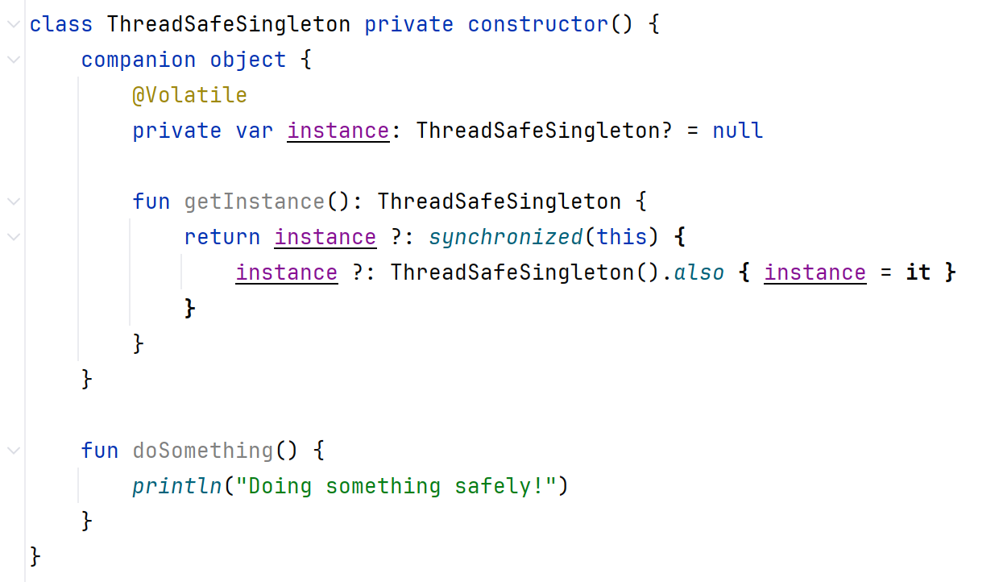 class ThreadSafeSingleton private constructor() {
    companion object {
        @Volatile
        private var instance: ThreadSafeSingleton? = null

        fun getInstance(): ThreadSafeSingleton {
            return instance ?: synchronized(this) {
                instance ?: ThreadSafeSingleton().also { instance = it }
            }
        }
    }

    fun doSomething() {
        println("Doing something safely!")
    }
}